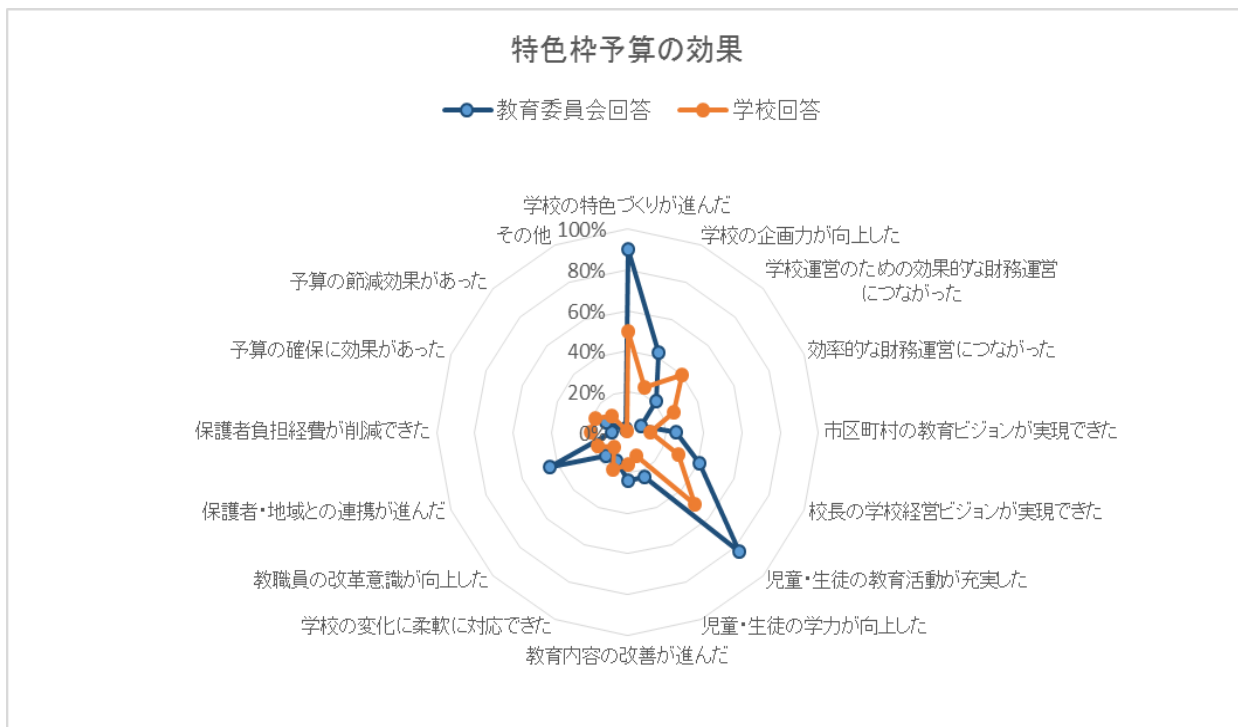 特色枠予算の効果
教育委員会回答
学校回答
学校の特色づくりが進んだ
学校の企画力が向上した
学校運営のための効果的な財務運営
につながった
効率的な財務運営につながった
市区町村の教育ビジョンが実現できた
校長の学校経営ビジョンが実現できた
児童・生徒の教育活動が充実した
児童・生徒の学力が向上した
教育内容の改善が進んだ
学校の変化に柔軟に対応できた
教職員の改革意識が向上した
保護者・地域との連携が進んだ
保護者負担経費が削減できた
予算の確保に効果があった
予算の節減効果があった
その他
100%
80%
60%
40%
20%
0%